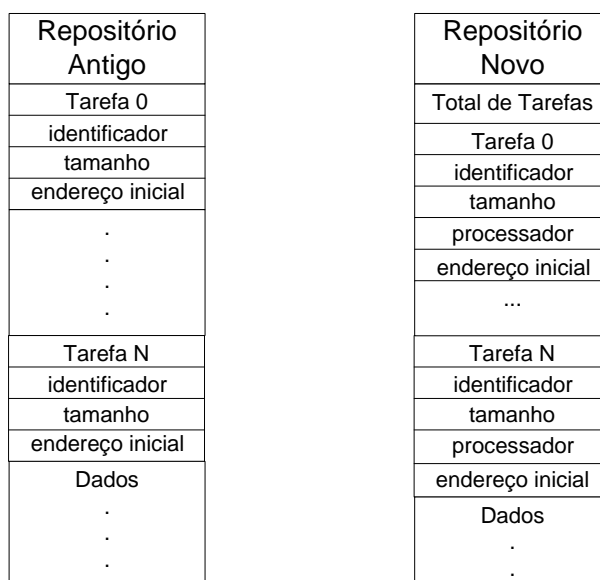 Repositório
Antigo
Tarefa 0
identificador
tamanho
endereço inicial
.
.
.
.
Tarefa N
identificador
tamanho
endereço inicial
Dados
.
.
.
Repositório
Novo
Total de Tarefas
Tarefa 0
identificador
tamanho
processador
endereço inicial
...
Tarefa N
identificador
tamanho
processador
endereço inicial
Dados
.
.